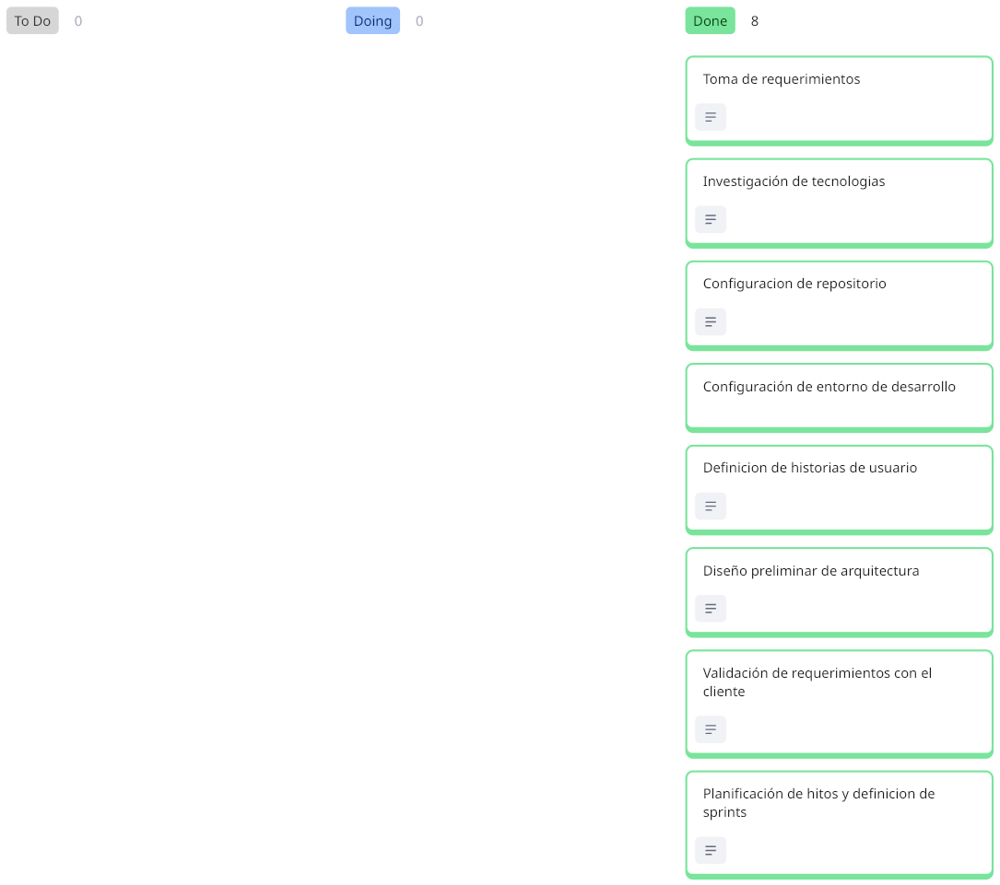 To Do 0
Doing 0
Done 8
Toma de requerimientos
Investigación de tecnologias
Configuracion de repositorio
Configuración de entorno de desarrollo
Definicion de historias de usuario
Diseño preliminar de arquitectura
Validación de requerimientos con el
cliente
Planificación de hitos y definicion de
sprints